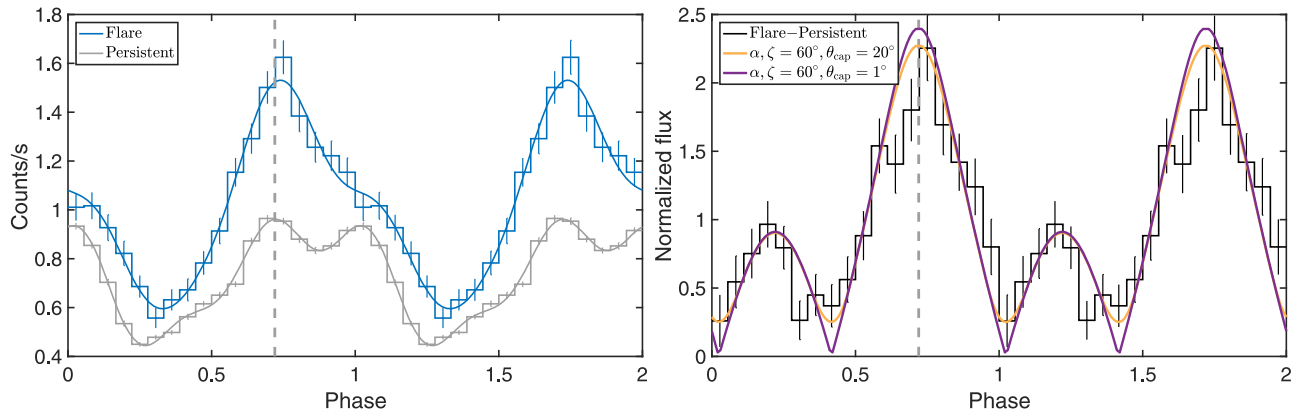 Flare
Persistent
1.8
1.6
1.4
1.2
1
0.8
0.6
0.4
Counts/s
0
0.5
1
1.5
2
Phase
Flare−Persistent
α, ζ = 60°, θcap = 20°
α, ζ = 60°, θcap = 1°
2.5
2
1.5
1
0.5
0
Normalized flux
0
0.5
1
1.5
2
Phase